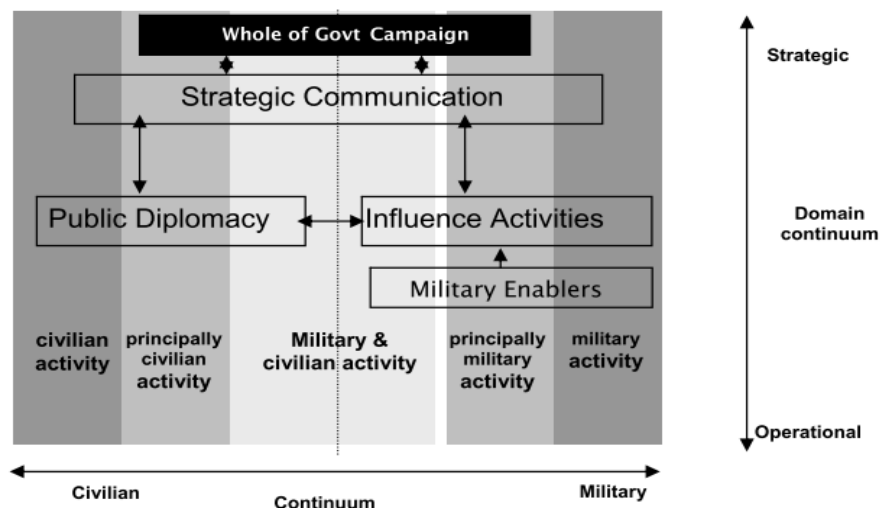 Whole of Govt Campaign
Strategic
Strategic Communication
Public Diplomacy
Influence Activities
Domain
continuum
Military Enablers
civilian
activity
principally
civilian
activity
Military &
civilian activity
principally
military
activity
military
activity
Operational
Civilian
Continuum
Military